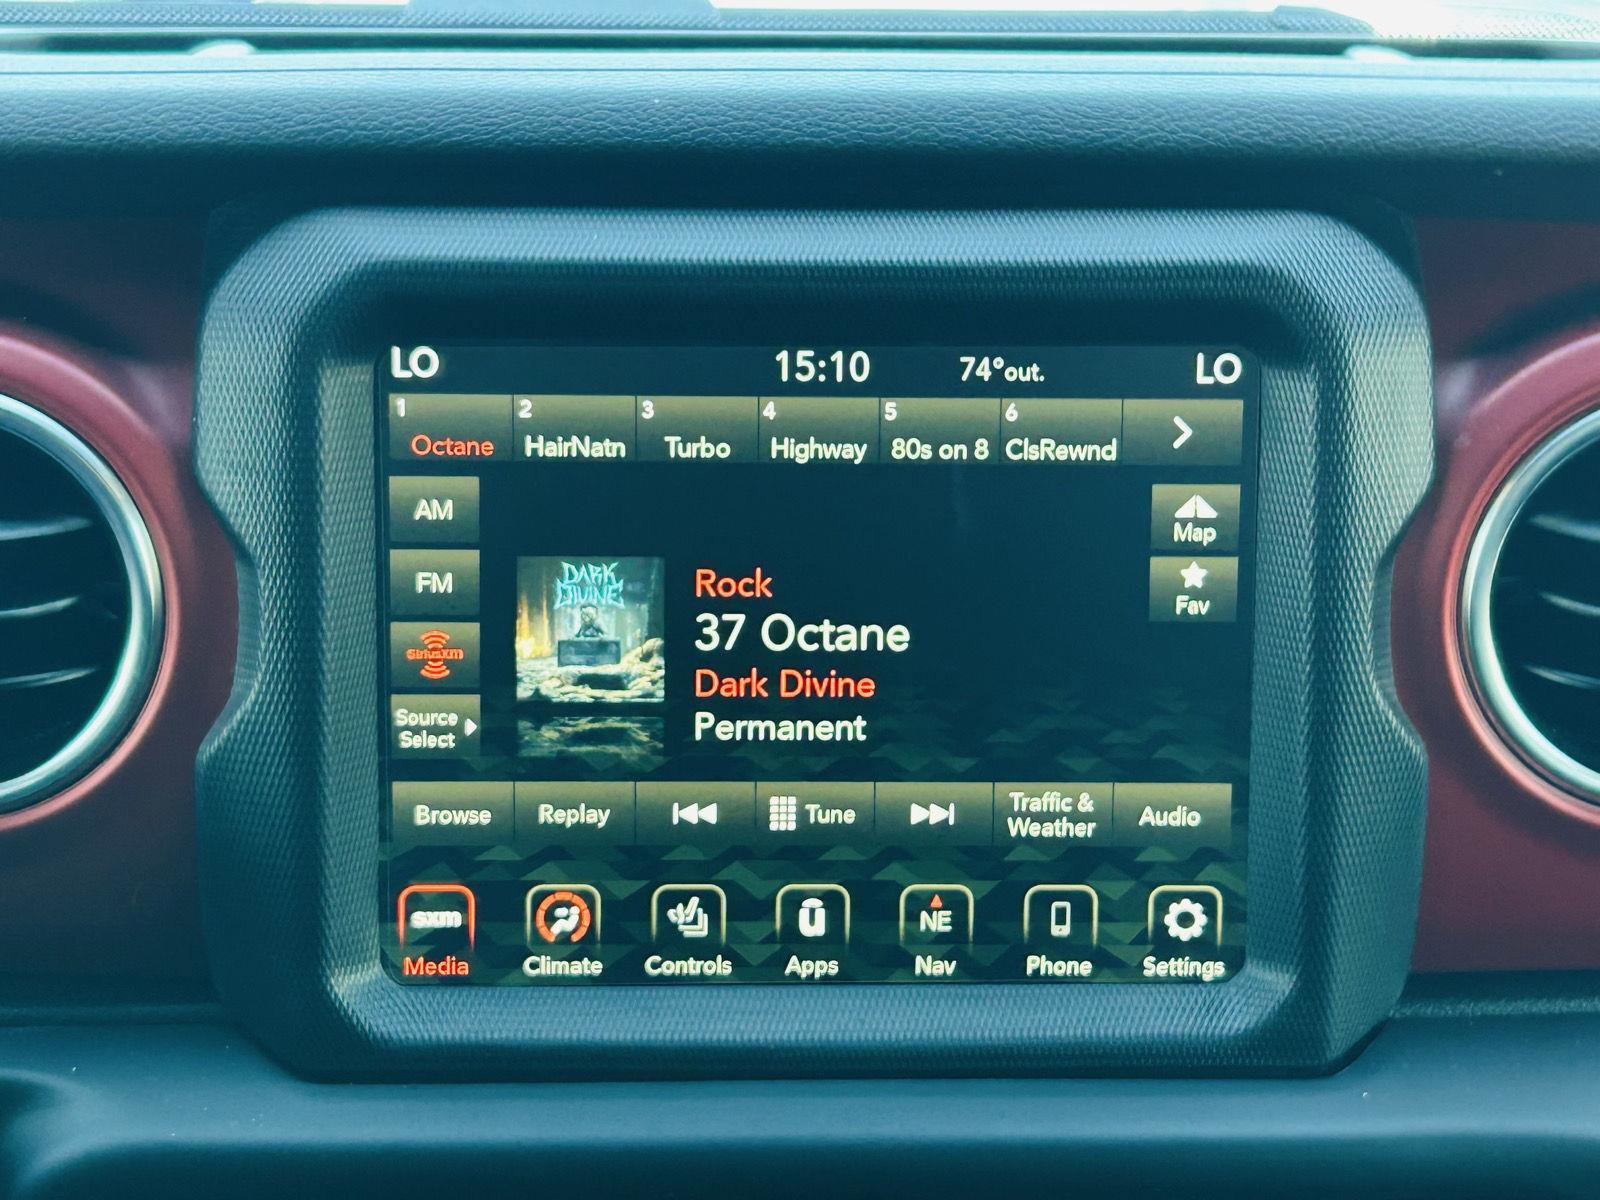 LO 15:10 74°out. LO
1 2 3 4 5 6
Octane HairNatn Turbo Highway 80s on 8 ClsRewnd
AM
FM
SiriusXM
Source
Select
DARK
DIVINE
Rock
37 Octane
Dark Divine
Permanent
Map
Fav
Browse Replay Tune Traffic &
Weather Audio
sxm
Media
Climate
Controls
ū
Apps
NE
Nav
Phone
Settings